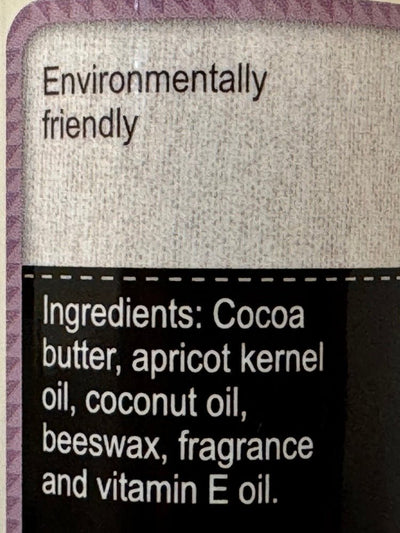 Environmentally
friendly
Ingredients: Cocoa
butter, apricot kernel
oil, coconut oil,
beeswax, fragrance
and vitamin E oil.